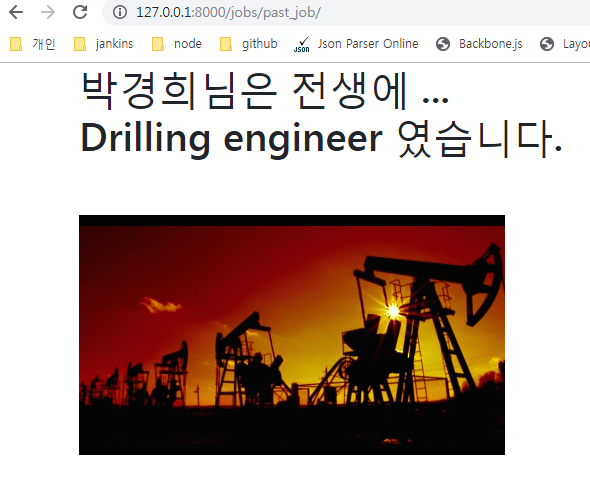 127.0.0.1:8000/jobs/past_job/
개인 jankins node github JSON Json Parser Online Backbone.js Layou
박경희님은 전생에 ...
Drilling engineer 였습니다.